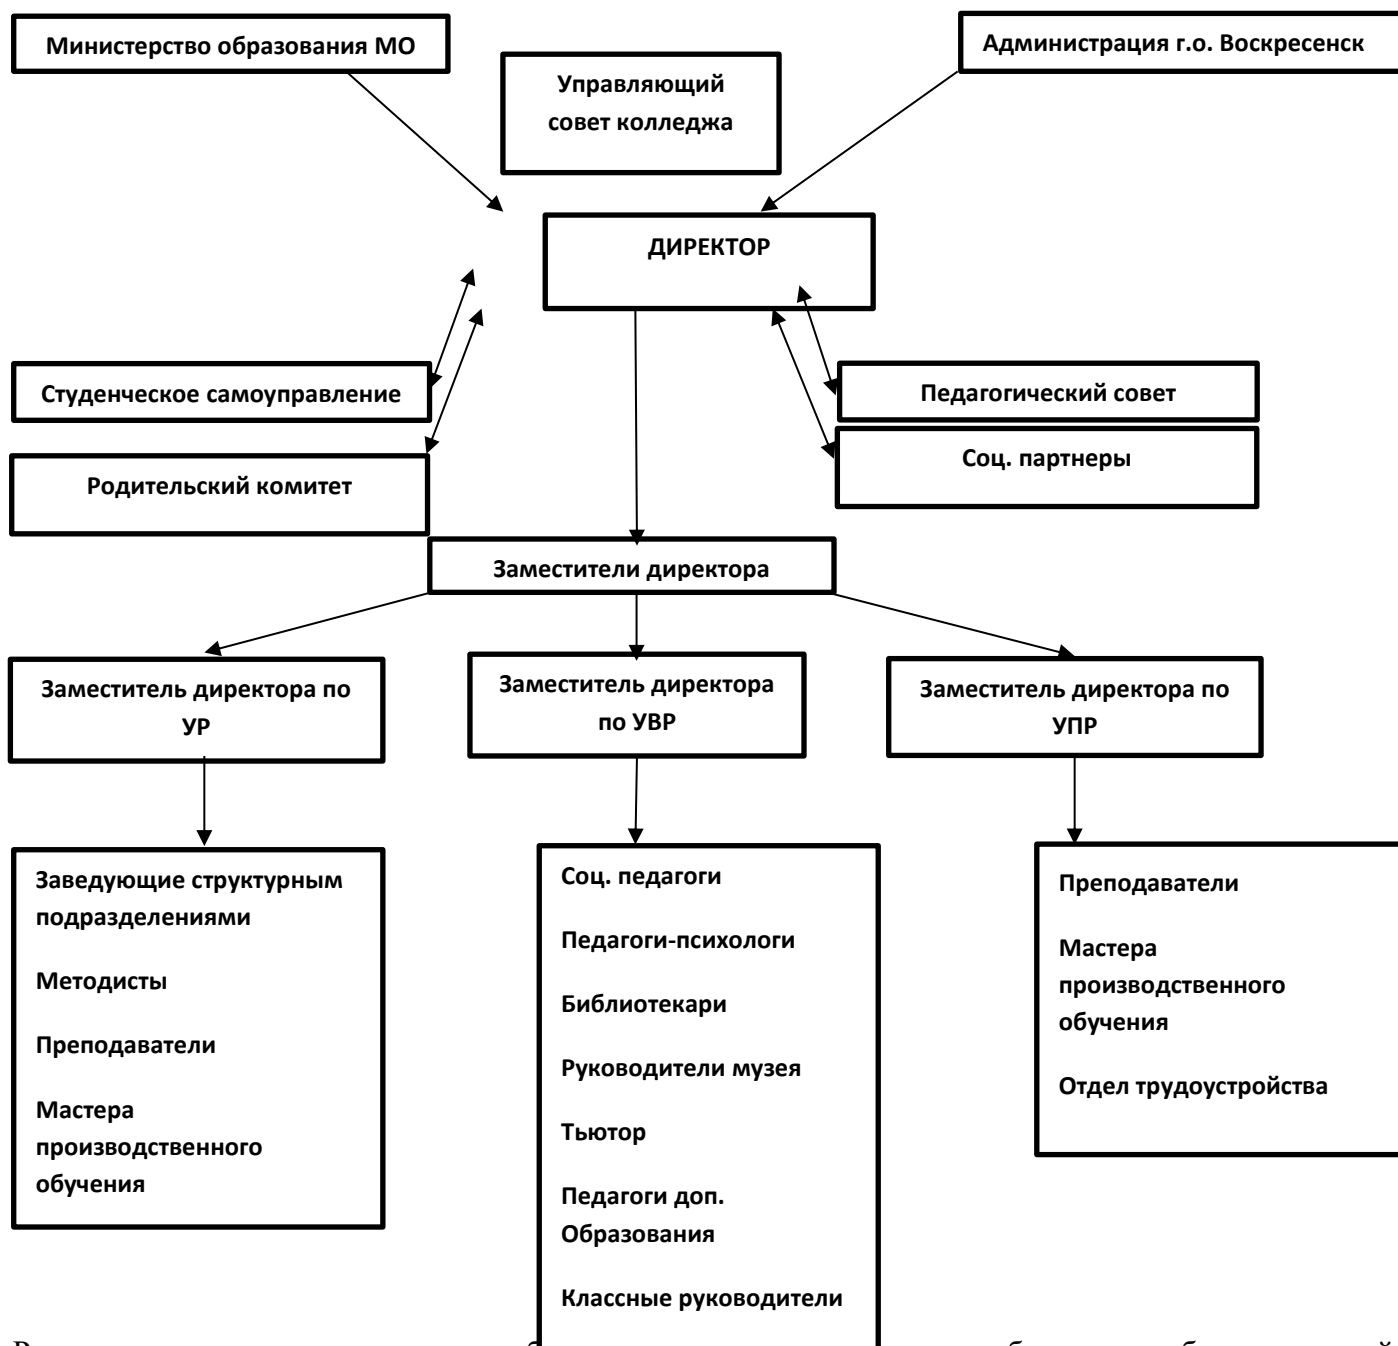 Министерство образования МО
Администрация г.о. Воскресенск
Управляющий
совет колледжа
ДИРЕКТОР
Студенческое самоуправление
Педагогический совет
Родительский комитет
Соц. партнеры
Заместители директора
Заместитель директора по
УР
Заместитель директора
по УВР
Заместитель директора по
УПР
Заведующие структурным
подразделениями
Методисты
Преподаватели
Мастера
производственного
обучения
Соц. педагоги
Педагоги-психологи
Библиотекари
Руководители музея
Тьютор
Педагоги доп.
Образования
Классные руководители
Преподаватели
Мастера
производственного
обучения
Отдел трудоустройства